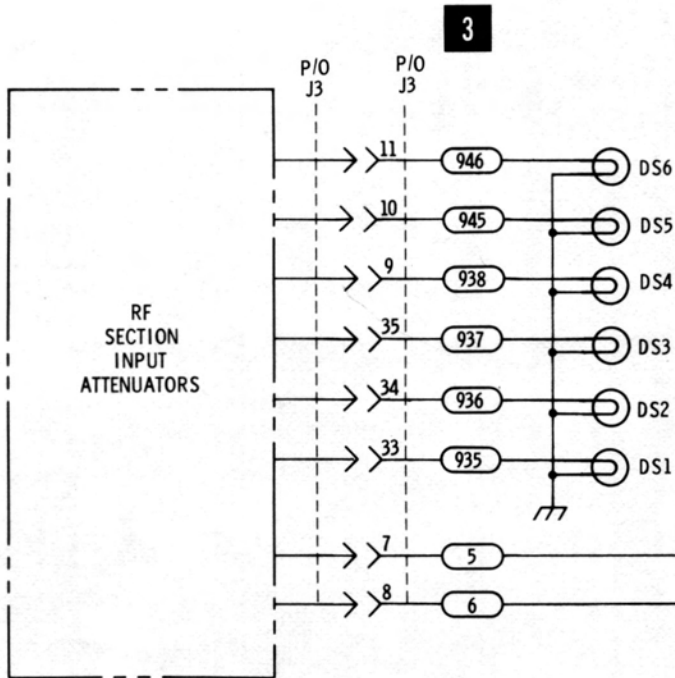 3
P/O
J3
P/O
J3
11 946 DS6
10 945 DS5
9 938 DS4
35 937 DS3
34 936 DS2
33 935 DS1
7 5
8 6
RF
SECTION
INPUT
ATTENUATORS